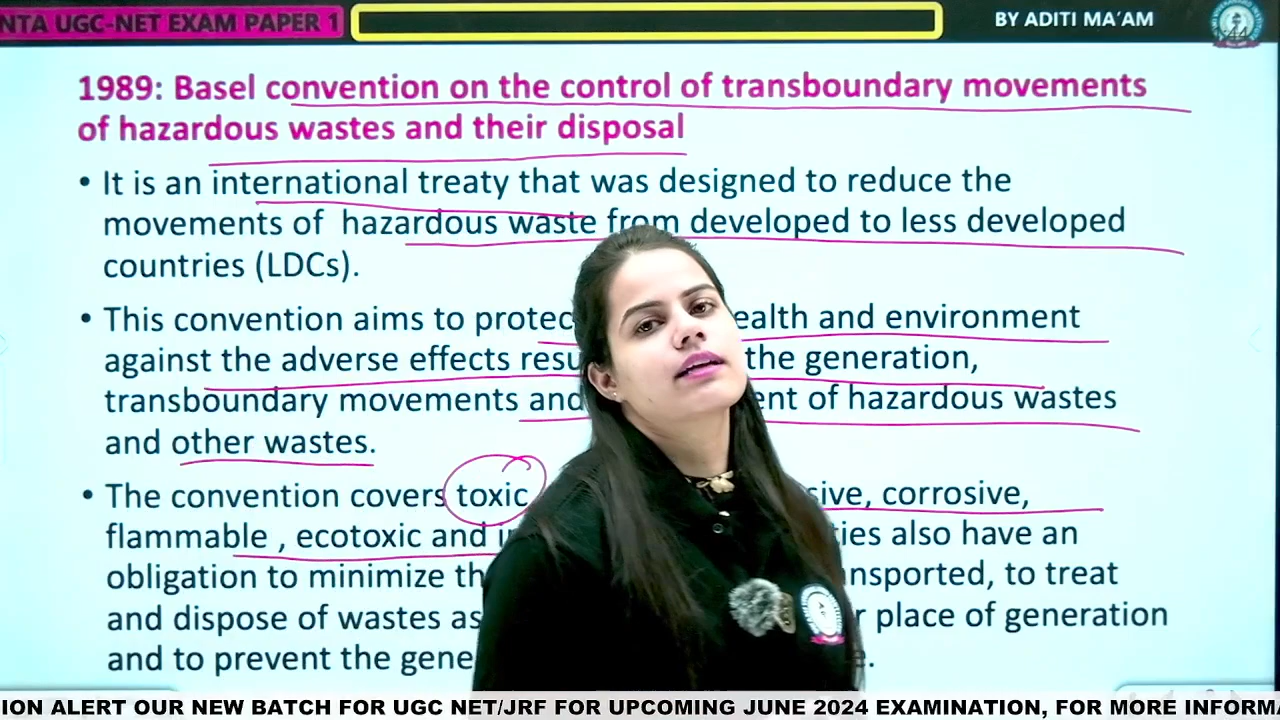 NTA UGC-NET EXAM PAPER 1
BY ADITI MA'AM
1989: Basel convention on the control of transboundary movements
of hazardous wastes and their disposal
• It is an international treaty that was designed to reduce the
movements of hazardous waste from developed to less developed
countries (LDCs).
• This convention aims to protec ealth and environment
against the adverse effects resu the generation,
transboundary movements and ent of hazardous wastes
and other wastes.
• The convention covers toxic sive, corrosive,
flammable , ecotoxic and i ties also have an
obligation to minimize th nsported, to treat
and dispose of wastes as r place of generation
and to prevent the gene e.
ION ALERT OUR NEW BATCH FOR UGC NET/JRF FOR UPCOMING JUNE 2024 EXAMINATION, FOR MORE INFORMA